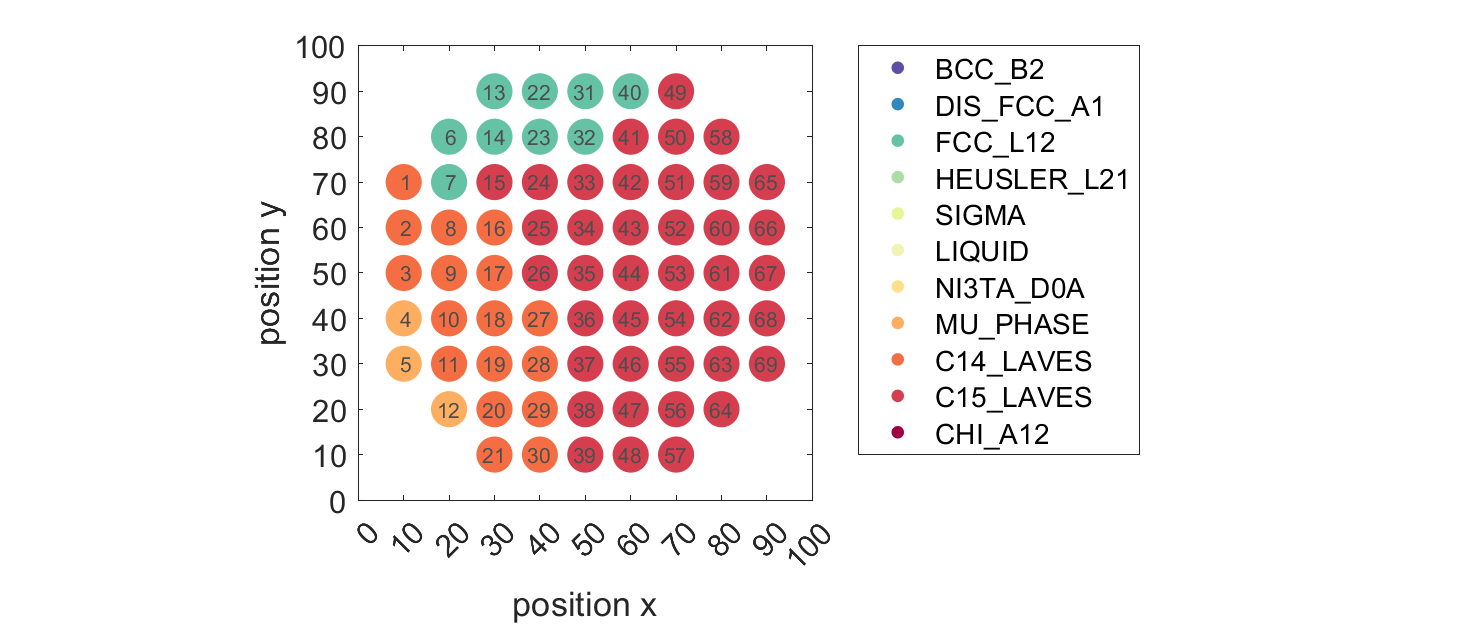 100
90
80
70
60
50
40
30
20
10
0
position y
13 22 31 40 49
6 14 23 32 41 50 58
1 7 15 24 33 42 51 59 65
2 8 16 25 34 43 52 60 66
3 9 17 26 35 44 53 61 67
4 10 18 27 36 45 54 62 68
5 11 19 28 37 46 55 63 69
12 20 29 38 47 56 64
21 30 39 48 57
0 10 20 30 40 50 60 70 80 90 100
position x
BCC_B2
DIS_FCC_A1
FCC_L12
HEUSLER_L21
SIGMA
LIQUID
NI3TA_D0A
MU_PHASE
C14_LAVES
C15_LAVES
CHI_A12